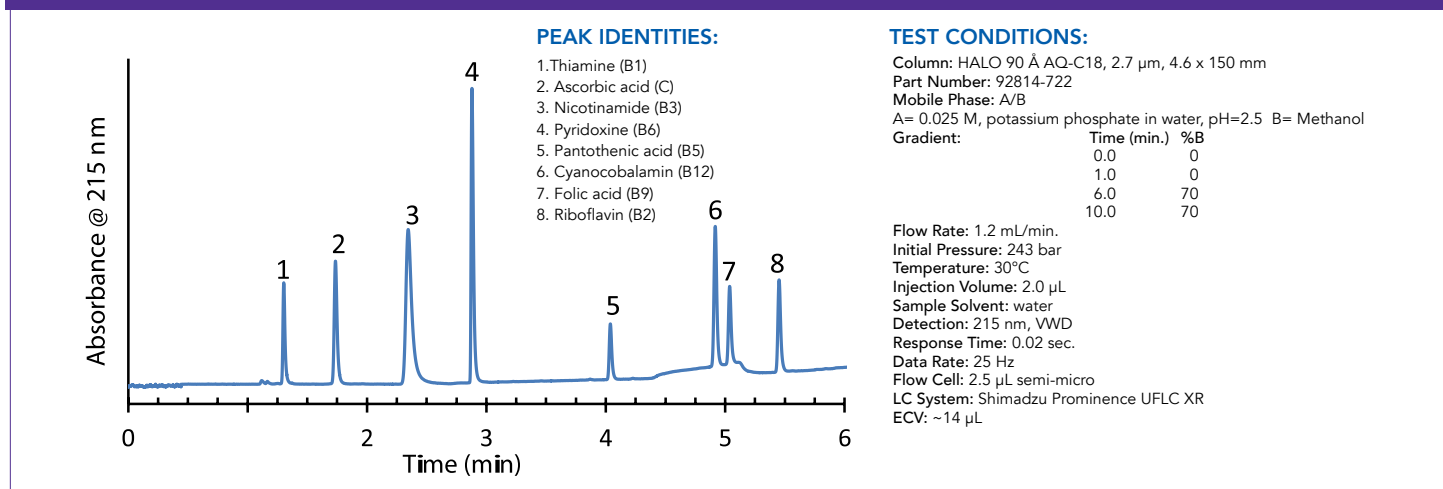 PEAK IDENTITIES:
1.Thiamine (B1)
2. Ascorbic acid (C)
3. Nicotinamide (B3)
4. Pyridoxine (B6)
5. Pantothenic acid (B5)
6. Cyanocobalamin (B12)
7. Folic acid (B9)
8. Riboflavin (B2)
TEST CONDITIONS:
Column: HALO 90 Å AQ-C18, 2.7 µm, 4.6 x 150 mm
Part Number: 92814-722
Mobile Phase: A/B
A= 0.025 M, potassium phosphate in water, pH=2.5 B= Methanol
Gradient: Time (min.) %B
0.0 0
1.0 0
6.0 70
10.0 70
Flow Rate: 1.2 mL/min.
Initial Pressure: 243 bar
Temperature: 30°C
Injection Volume: 2.0 µL
Sample Solvent: water
Detection: 215 nm, VWD
Response Time: 0.02 sec.
Data Rate: 25 Hz
Flow Cell: 2.5 µL semi-micro
LC System: Shimadzu Prominence UFLC XR
ECV: ~14 µL
Absorbance @ 215 nm
1
2
3
4
5
6
7
8
0 2 3 4 5 6
Time (min)